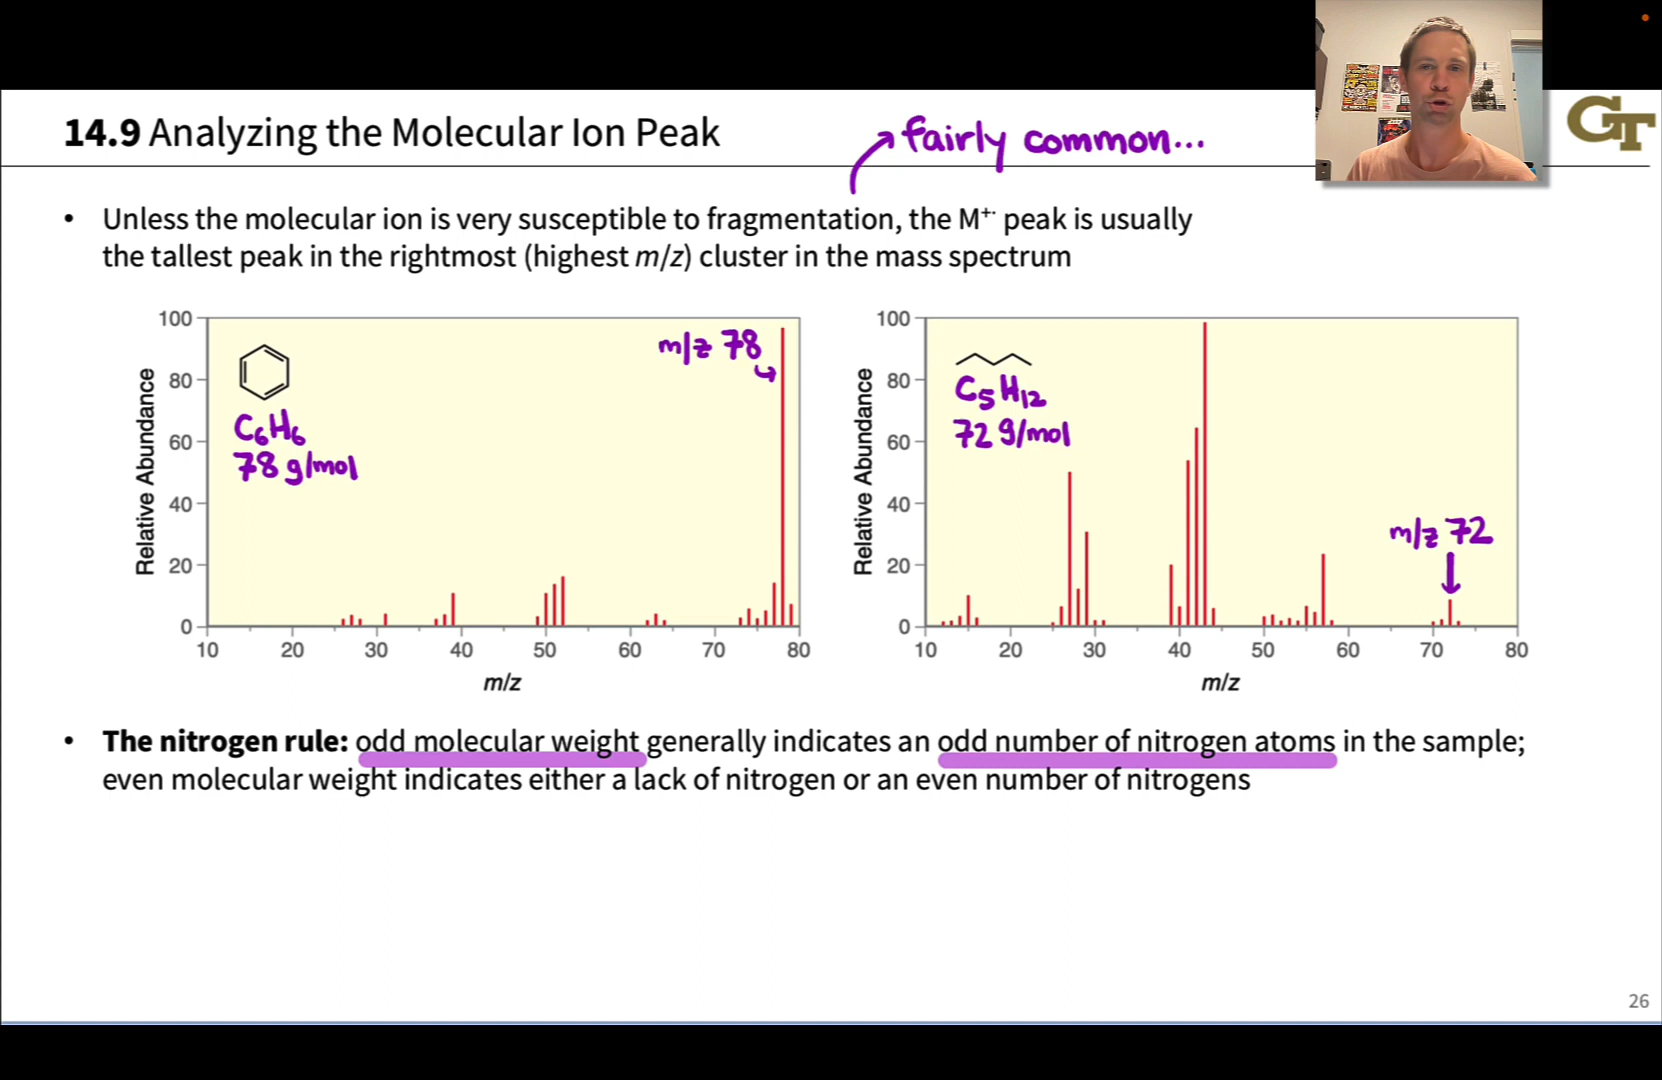 14.9 Analyzing the Molecular Ion Peak
fairly common...
GT
• Unless the molecular ion is very susceptible to fragmentation, the M⁺· peak is usually
the tallest peak in the rightmost (highest m/z) cluster in the mass spectrum
100
80
60
40
20
0
Relative Abundance
m/z 78
C₆H₆
78 g/mol
10 20 30 40 50 60 70 80
m/z
100
80
60
40
20
0
Relative Abundance
C₅H₁₂
72 g/mol
m/z 72
10 20 30 40 50 60 70 80
m/z
• The nitrogen rule: odd molecular weight generally indicates an odd number of nitrogen atoms in the sample;
even molecular weight indicates either a lack of nitrogen or an even number of nitrogens
26